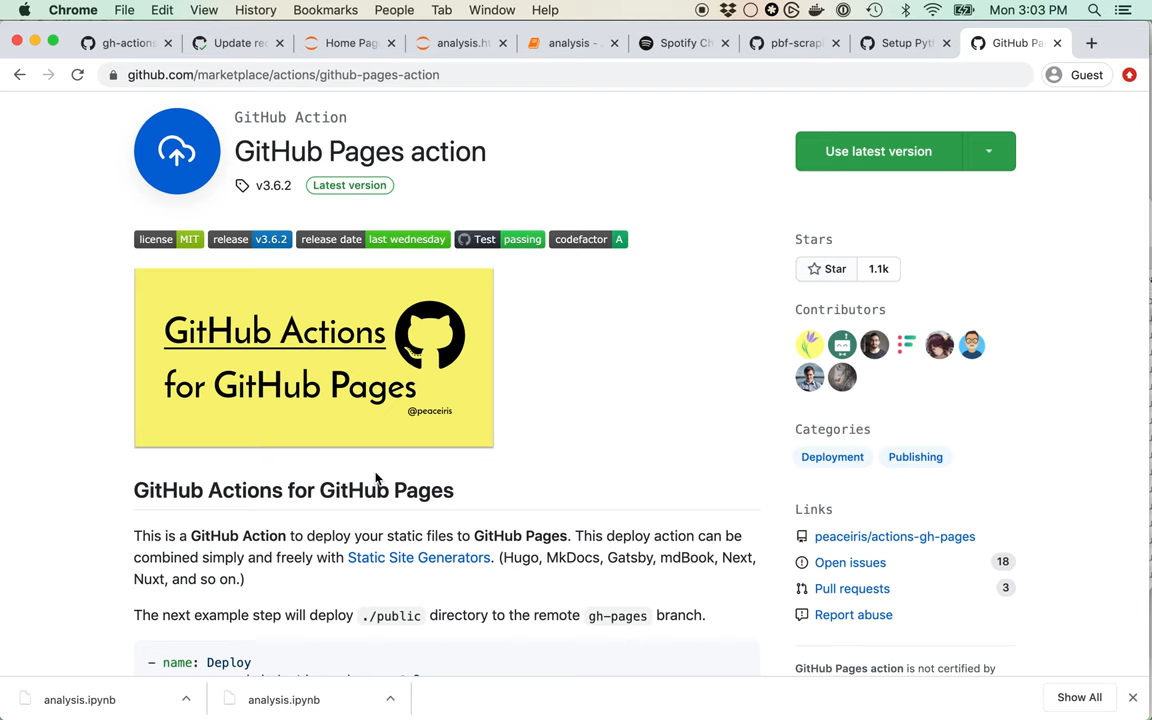 Chrome File Edit View History Bookmarks People Tab Window Help Mon 3:03 PM
gh-actions Update re Home Pag analysis.h analysis - Spotify Ch pbf-scrap Setup Pyt GitHub Pa
github.com/marketplace/actions/github-pages-action Guest
GitHub Action
GitHub Pages action
v3.6.2 Latest version
Use latest version
license MIT release v3.6.2 release date last wednesday Test passing codefactor A
GitHub Actions
for GitHub Pages
@peaceiris
Stars
Star 1.1k
Contributors
Categories
Deployment Publishing
GitHub Actions for GitHub Pages
This is a GitHub Action to deploy your static files to GitHub Pages. This deploy action can be
combined simply and freely with Static Site Generators. (Hugo, MkDocs, Gatsby, mdBook, Next,
Nuxt, and so on.)
The next example step will deploy ./public directory to the remote gh-pages branch.
- name: Deploy
Links
peaceiris/actions-gh-pages
Open issues 18
Pull requests 3
Report abuse
GitHub Pages action is not certified by
analysis.ipynb analysis.ipynb Show All